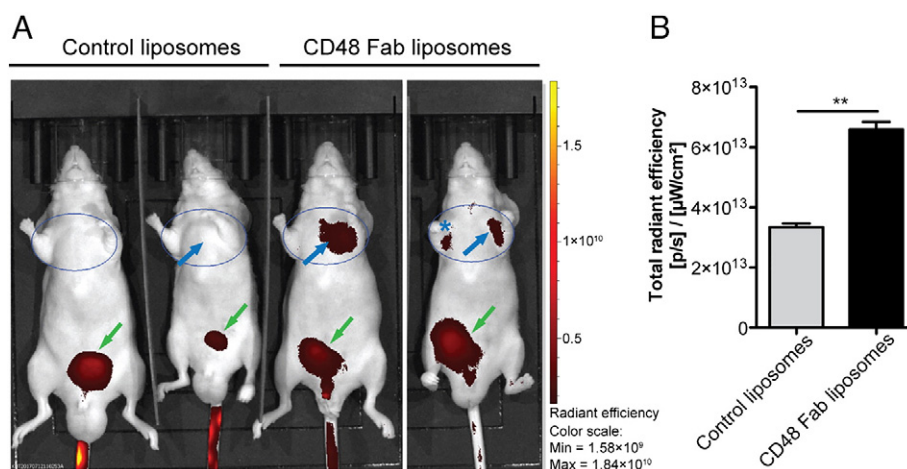 A
Control liposomes
CD48 Fab liposomes
1.5
1×10¹⁰
0.5
*
Radiant efficiency
Color scale:
Min = 1.58×10⁹
Max = 1.84×10¹⁰
B
Total radiant efficiency
[p/s] / [µW/cm²]
8×10¹³
6×10¹³
3×10¹³
2×10¹³
0
**
Control liposomes
CD48 Fab liposomes